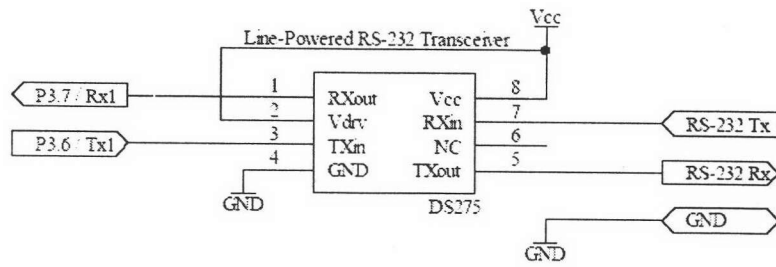 Vcc
Line-Powered RS-232 Transceiver
P3.7 / Rx1
1
RXout
Vcc
8
2
Vdrv
RXin
7
RS-232 Tx
P3.6 / Tx1
3
TXin
NC
6
4
GND
TXout
5
RS-232 Rx
GND
DS275
GND
GND